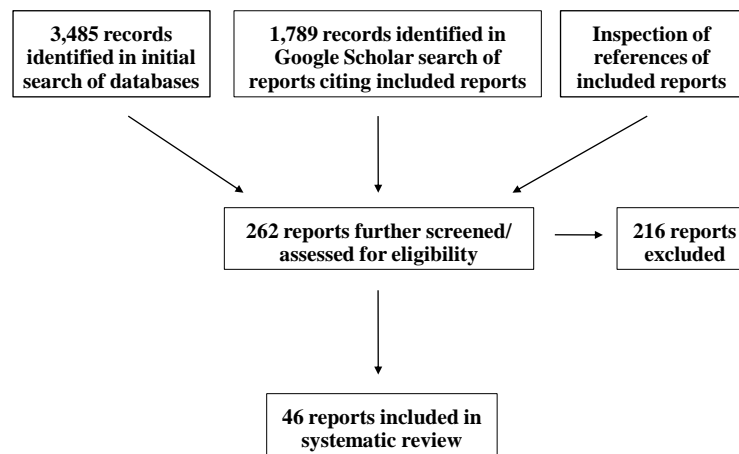 3,485 records
identified in initial
search of databases
1,789 records identified in
Google Scholar search of
reports citing included reports
Inspection of
references of
included reports
262 reports further screened/
assessed for eligibility
216 reports
excluded
46 reports included in
systematic review